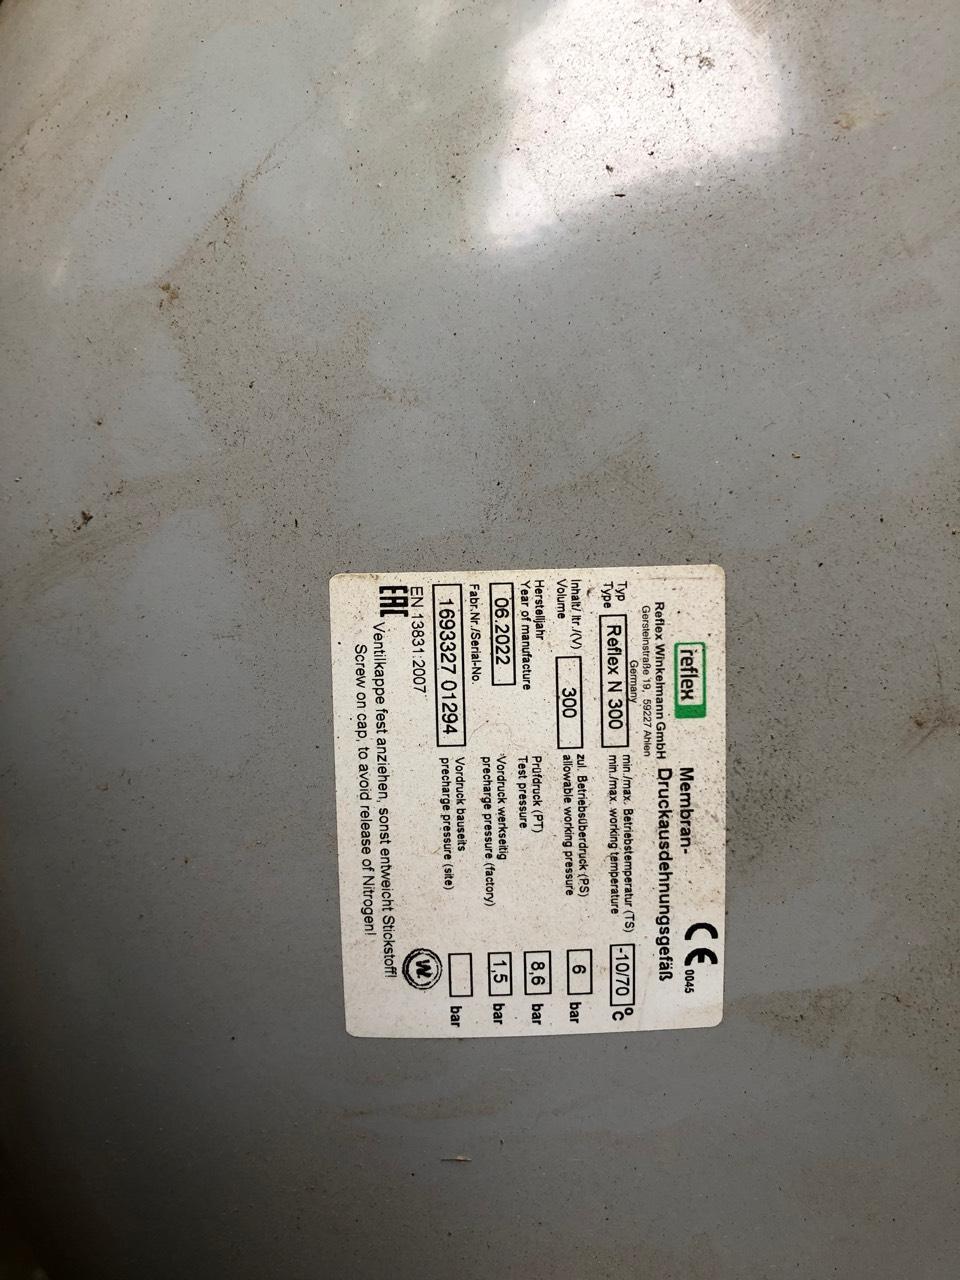 reflex
CE 0045
Reflex Winkelmann GmbH
Gersteinstraße 19, 59227 Ahlen
Germany
Membran-
Druckausdehnungsgefäß
Typ
Type
Reflex N 300
min./max. Betriebstemperatur (TS)
min./max. working temperature
-10/70 °C
Inhalt/ ltr./(V)
Volume
300
zul. Betriebsüberdruck (PS)
allowable working pressure
6 bar
Herstelljahr
Year of manufacture
06.2022
Prüfdruck (PT)
Test pressure
8,6 bar
Vordruck werkseitig
precharge pressure (factory)
1,5 bar
Fabr.Nr./Serial-No.
1693327 01294
Vordruck bauseits
precharge pressure (site)
bar
EN 13831:2007
W
EAC
Ventilkappe fest anziehen, sonst entweicht Stickstoff!
Screw on cap, to avoid release of Nitrogen!